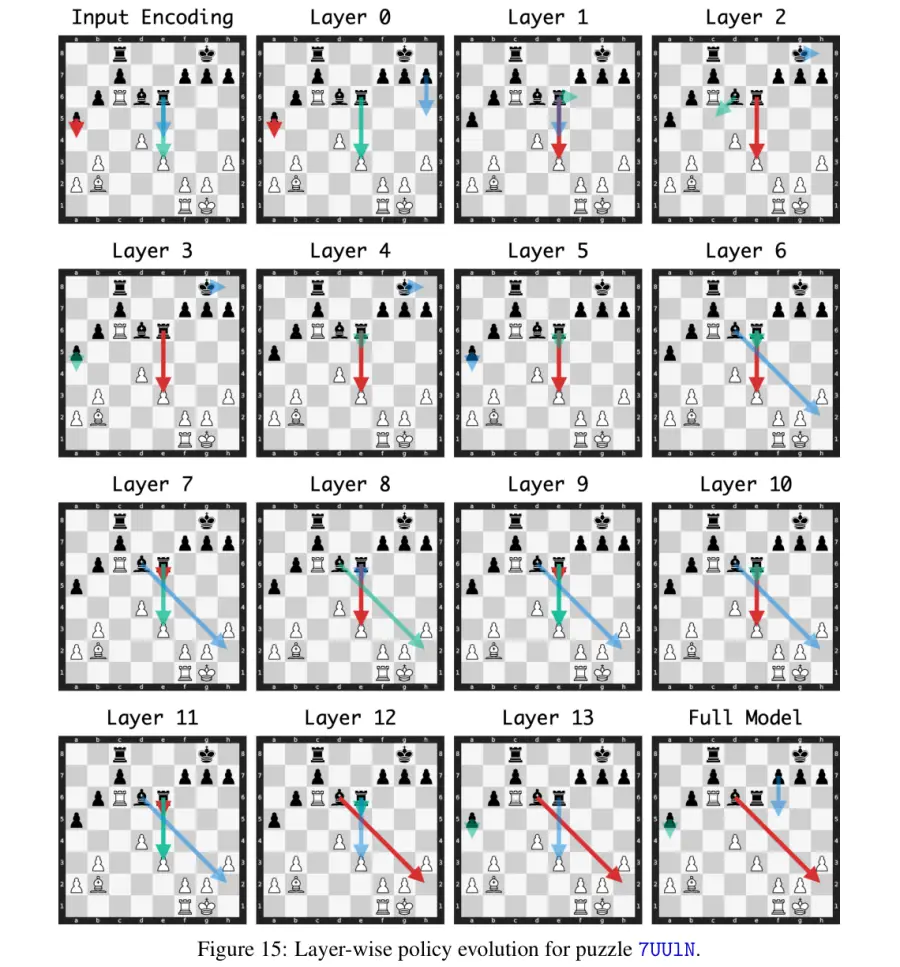 Input Encoding Layer 0 Layer 1 Layer 2
Layer 3 Layer 4 Layer 5 Layer 6
Layer 7 Layer 8 Layer 9 Layer 10
Layer 11 Layer 12 Layer 13 Full Model
Figure 15: Layer-wise policy evolution for puzzle 7UU1N.